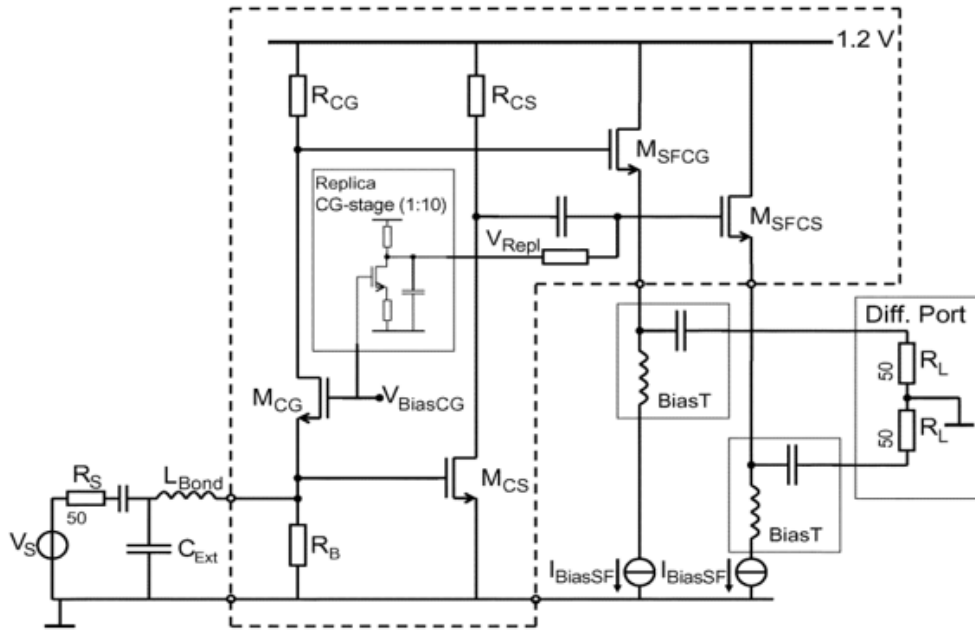 1.2 V
R_CG
R_CS
M_SFCG
Replica
CG-stage (1:10)
M_SFCS
V_Repl
Diff. Port
50
R_L
M_CG
V_BiasCG
BiasT
50
R_L
R_S
L_Bond
M_CS
50
V_S
C_Ext
R_B
BiasT
I_BiasSF
I_BiasSF